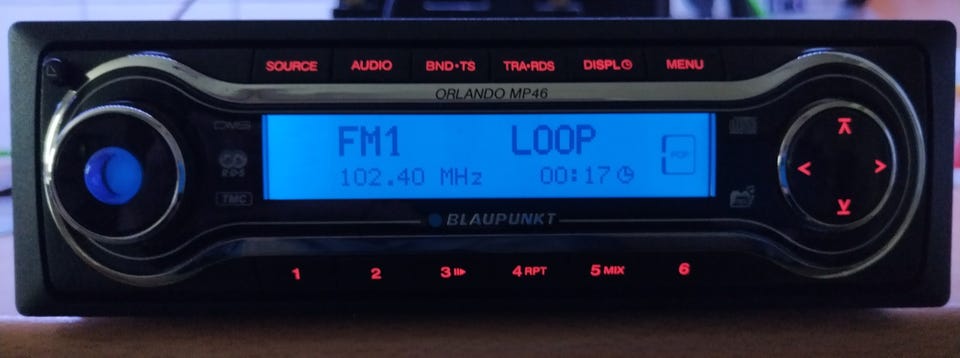 SOURCE AUDIO BND•TS TRA•RDS DISPL MENU
ORLANDO MP46
DMS
RDS
TMC
FM1 LOOP
102.40 MHz 00:17
BLAUPUNKT
1 2 3 4 RPT 5 MIX 6